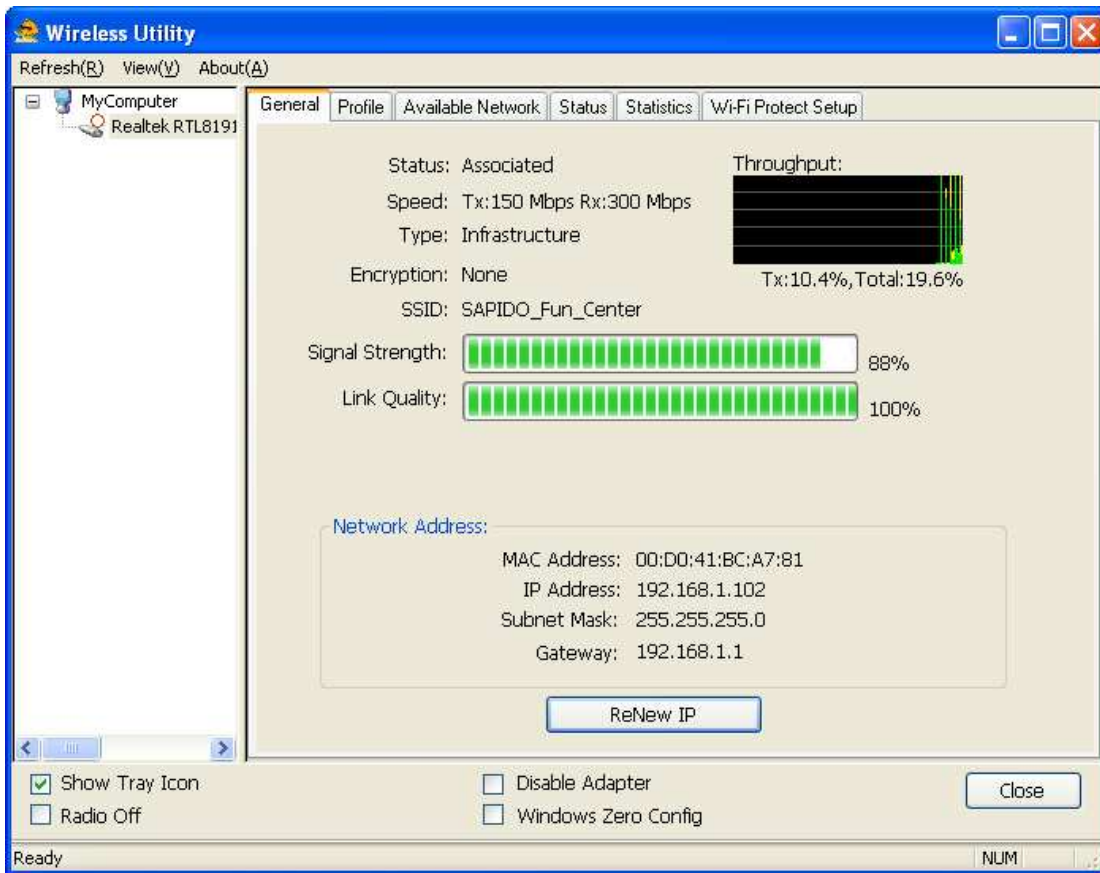 Wireless Utility
Refresh(R) View(V) About(A)
MyComputer
Realtek RTL8191
General Profile Available Network Status Statistics Wi-Fi Protect Setup
Status: Associated
Speed: Tx:150 Mbps Rx:300 Mbps
Type: Infrastructure
Encryption: None
SSID: SAPIDO_Fun_Center
Throughput:
Tx:10.4%,Total:19.6%
Signal Strength: 88%
Link Quality: 100%
Network Address:
MAC Address: 00:D0:41:BC:A7:81
IP Address: 192.168.1.102
Subnet Mask: 255.255.255.0
Gateway: 192.168.1.1
ReNew IP
Show Tray Icon
Radio Off
Disable Adapter
Windows Zero Config
Close
Ready
NUM